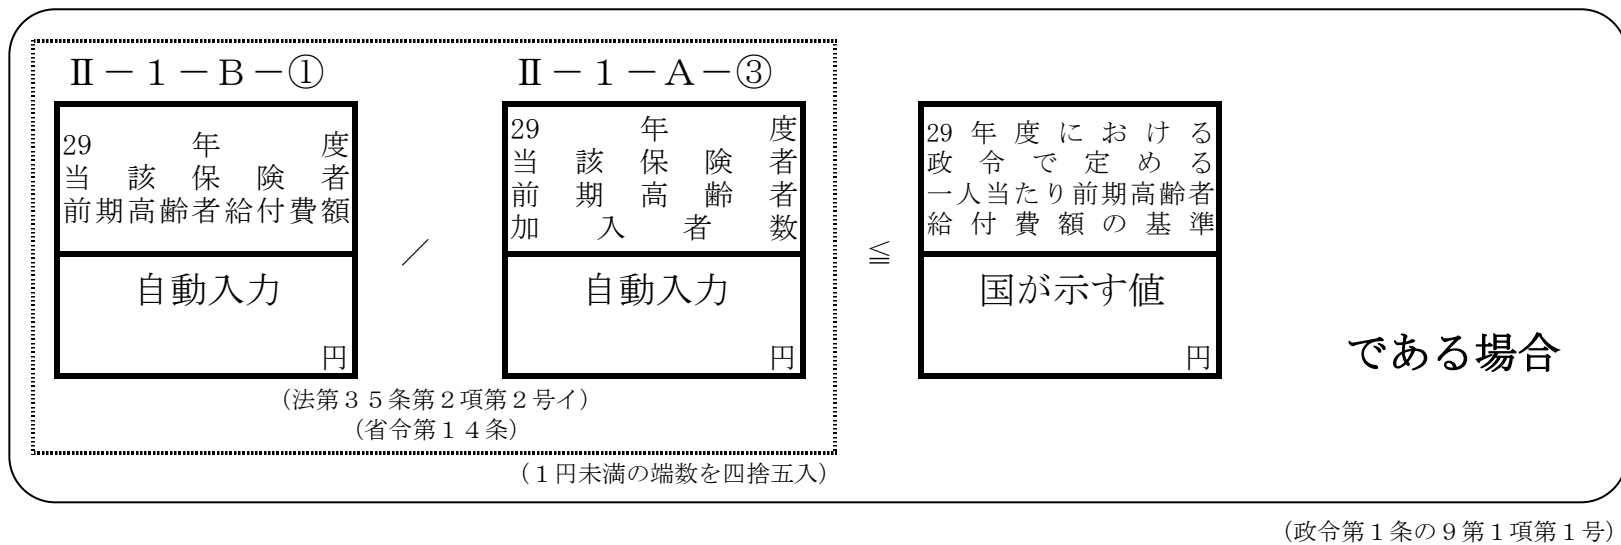 Ⅱ－１－Ｂ－①
Ⅱ－１－Ａ－③
29年度
当該保険者
前期高齢者給付費額
29年度
当該保険者
前期高齢者
加入者数
29年度における
政令で定める
一人当たり前期高齢者
給付費額の基準
／
≦
自動入力
円
自動入力
円
国が示す値
円
である場合
（法第３５条第２項第２号イ）
（省令第１４条）
（１円未満の端数を四捨五入）
（政令第１条の９第１項第１号）